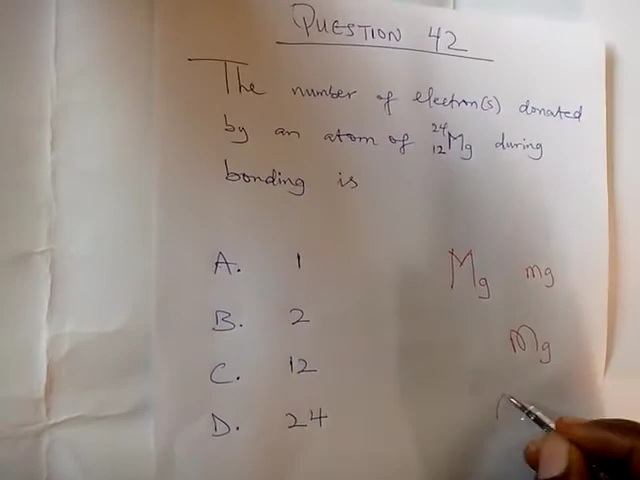 QUESTION 42
The number of electron(s) donated
by an atom of ²⁴₁₂Mg during
bonding is
A. 1
B. 2
C. 12
D. 24
Mg mg
Mg